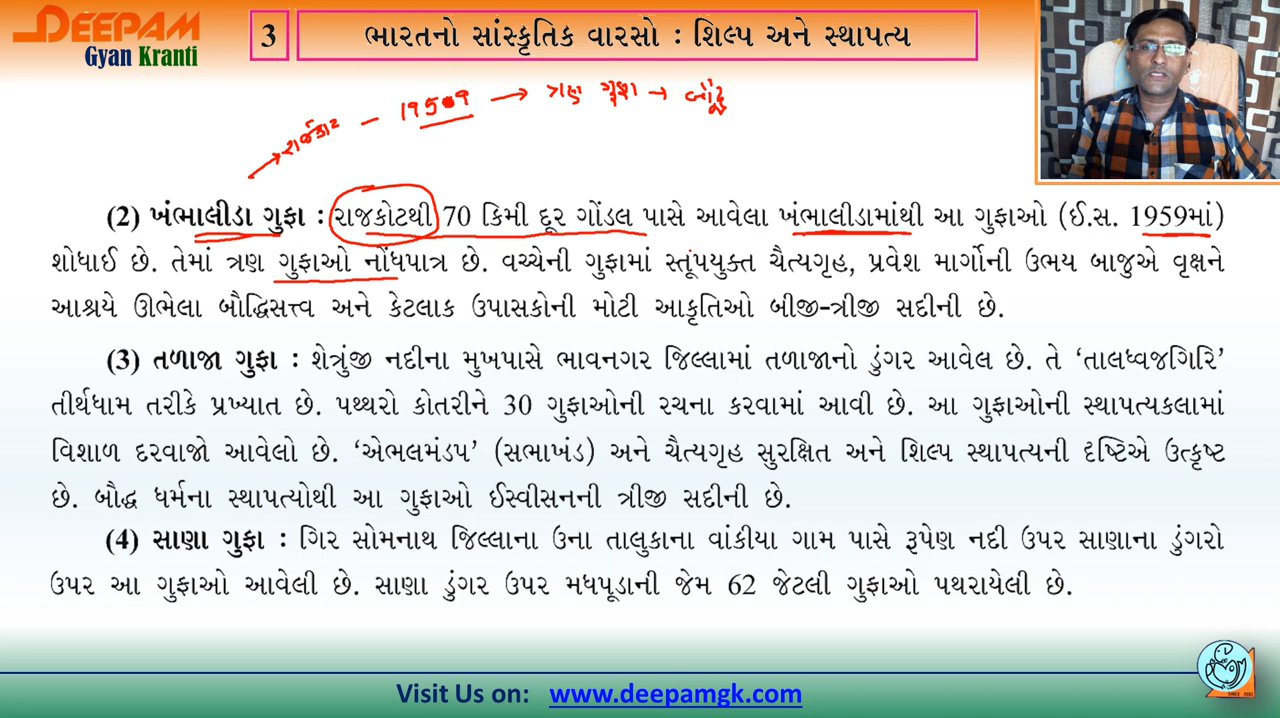 DEEPAM
Gyan Kranti
3
ભારતનો સાંસ્કૃતિક વારસો : શિલ્પ અને સ્થાપત્ય
રાજકોટ – 1959 → ત્રણ ગુફા → બૌદ્ધ
(2) ખંભાલીડા ગુફા : રાજકોટથી 70 કિમી દૂર ગોંડલ પાસે આવેલા ખંભાલીડામાંથી આ ગુફાઓ (ઈ.સ. 1959માં)
શોધાઈ છે. તેમાં ત્રણ ગુફાઓ નોંધપાત્ર છે. વચ્ચેની ગુફામાં સ્તૂપયુક્ત ચૈત્યગૃહ, પ્રવેશ માર્ગોની ઉભય બાજુએ વૃક્ષને
આશ્રયે ઊભેલા બૌદ્ધિસત્ત્વ અને કેટલાક ઉપાસકોની મોટી આકૃતિઓ બીજી-ત્રીજી સદીની છે.
(3) તળાજા ગુફા : શેત્રુંજી નદીના મુખપાસે ભાવનગર જિલ્લામાં તળાજાનો ડુંગર આવેલ છે. તે ‘તાલધ્વજગિરિ’
તીર્થધામ તરીકે પ્રખ્યાત છે. પથ્થરો કોતરીને 30 ગુફાઓની રચના કરવામાં આવી છે. આ ગુફાઓની સ્થાપત્યકલામાં
વિશાળ દરવાજો આવેલો છે. ‘એભલમંડપ’ (સભાખંડ) અને ચૈત્યગૃહ સુરક્ષિત અને શિલ્પ સ્થાપત્યની દૃષ્ટિએ ઉત્કૃષ્ટ
છે. બૌદ્ધ ધર્મના સ્થાપત્યોથી આ ગુફાઓ ઈસ્વીસનની ત્રીજી સદીની છે.
(4) સાણા ગુફા : ગિર સોમનાથ જિલ્લાના ઉના તાલુકાના વાંકીયા ગામ પાસે રૂપેણ નદી ઉપર સાણાના ડુંગરો
ઉપર આ ગુફાઓ આવેલી છે. સાણા ડુંગર ઉપર મધપૂડાની જેમ 62 જેટલી ગુફાઓ પથરાયેલી છે.
Visit Us on: www.deepamgk.com